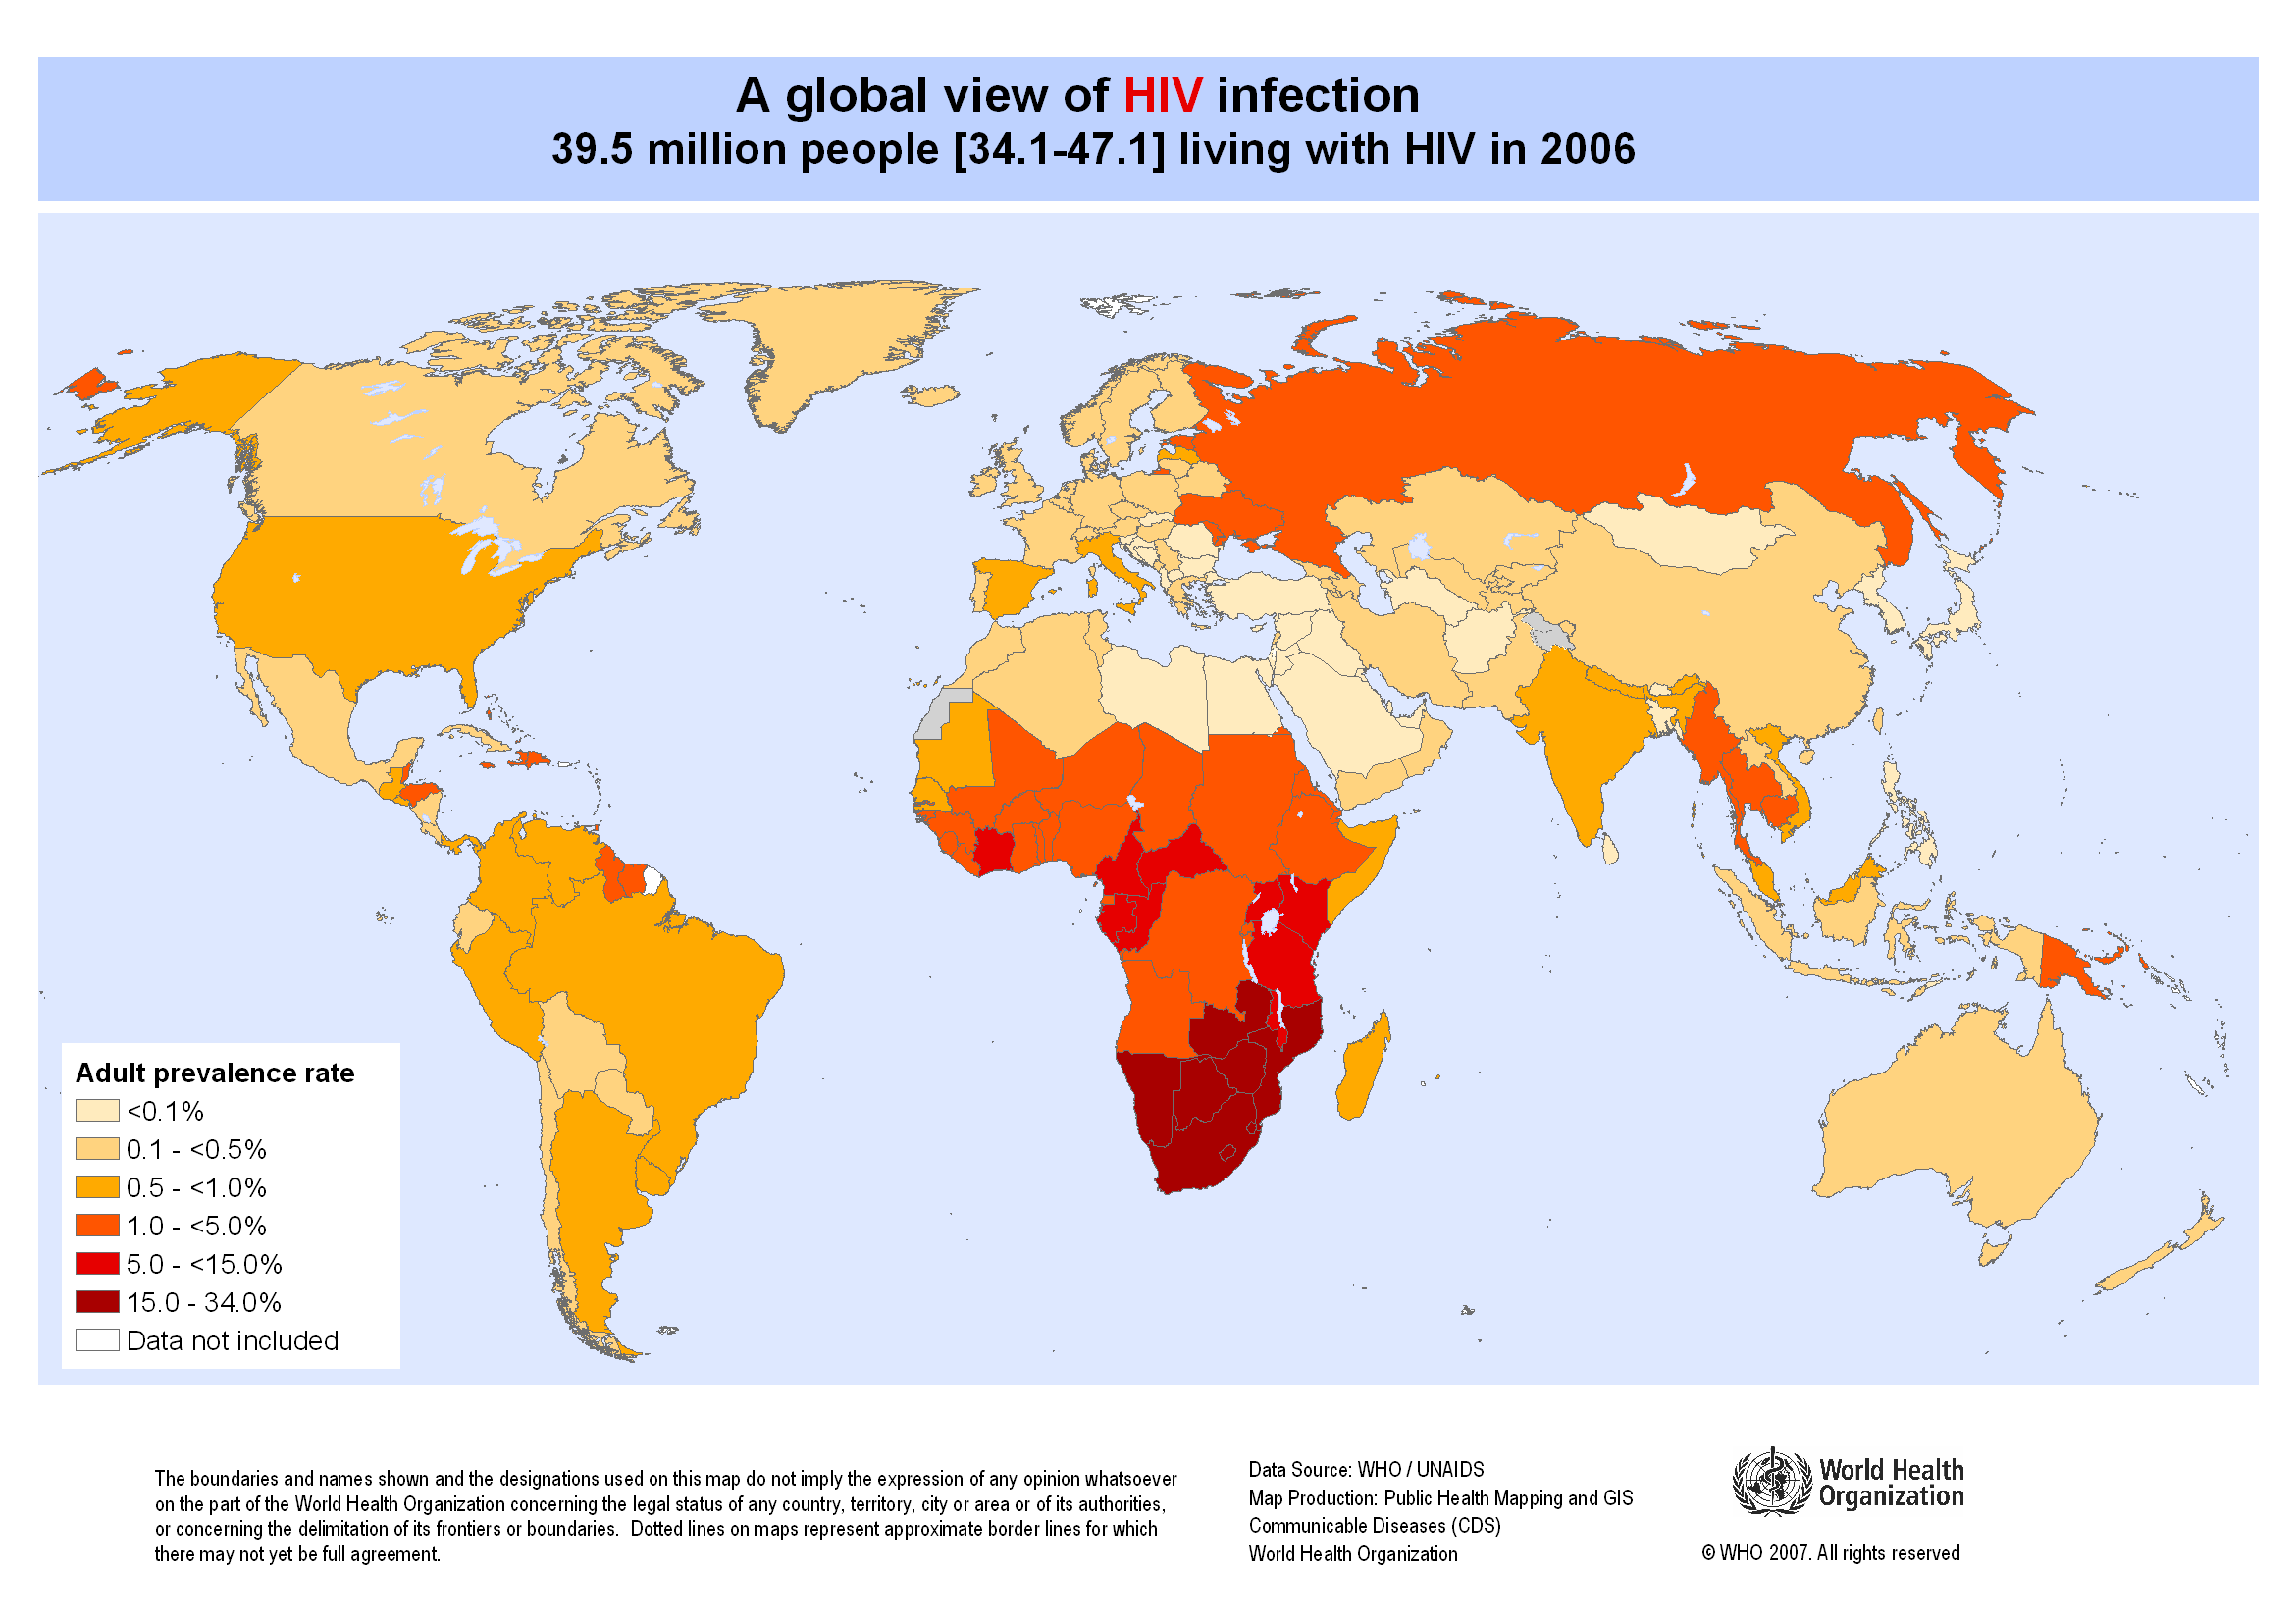 A global view of HIV infection
39.5 million people [34.1-47.1] living with HIV in 2006
Adult prevalence rate
<0.1%
0.1 - <0.5%
0.5 - <1.0%
1.0 - <5.0%
5.0 - <15.0%
15.0 - 34.0%
Data not included
The boundaries and names shown and the designations used on this map do not imply the expression of any opinion whatsoever
on the part of the World Health Organization concerning the legal status of any country, territory, city or area or of its authorities,
or concerning the delimitation of its frontiers or boundaries.  Dotted lines on maps represent approximate border lines for which
there may not yet be full agreement.
Data Source: WHO / UNAIDS
Map Production: Public Health Mapping and GIS
Communicable Diseases (CDS)
World Health Organization
World Health
Organization
© WHO 2007. All rights reserved